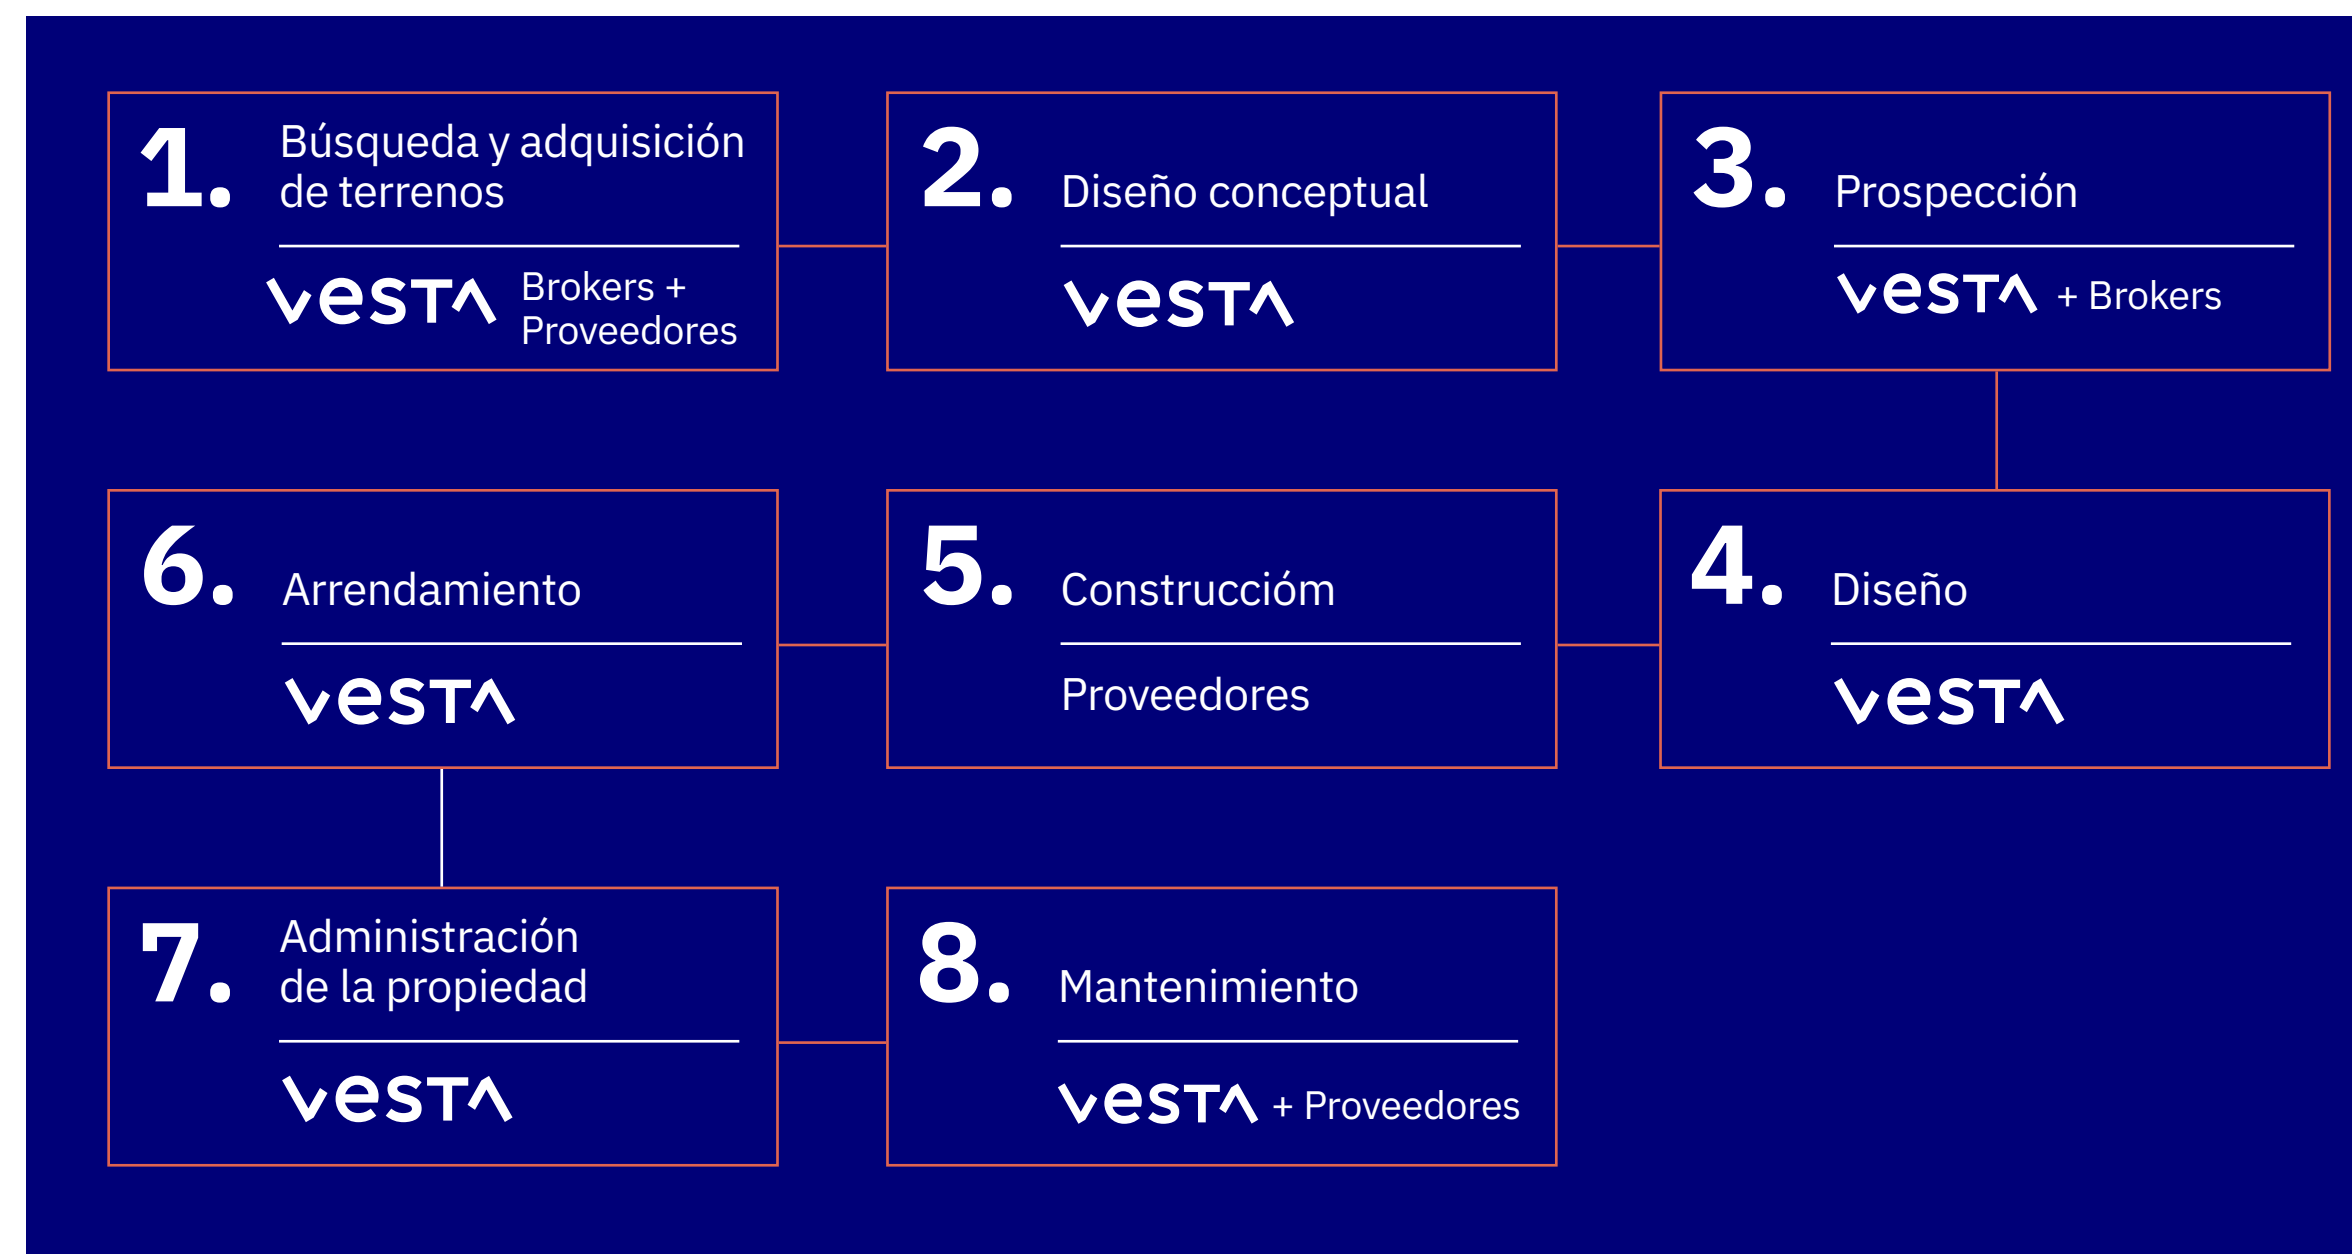 1.
Búsqueda y adquisición
de terrenos
vesta
Brokers +
Proveedores
2.
Diseño conceptual
vesta
3.
Prospección
vesta + Brokers
4.
Diseño
vesta
5.
Construccióm
Proveedores
6.
Arrendamiento
vesta
7.
Administración
de la propiedad
vesta
8.
Mantenimiento
vesta + Proveedores